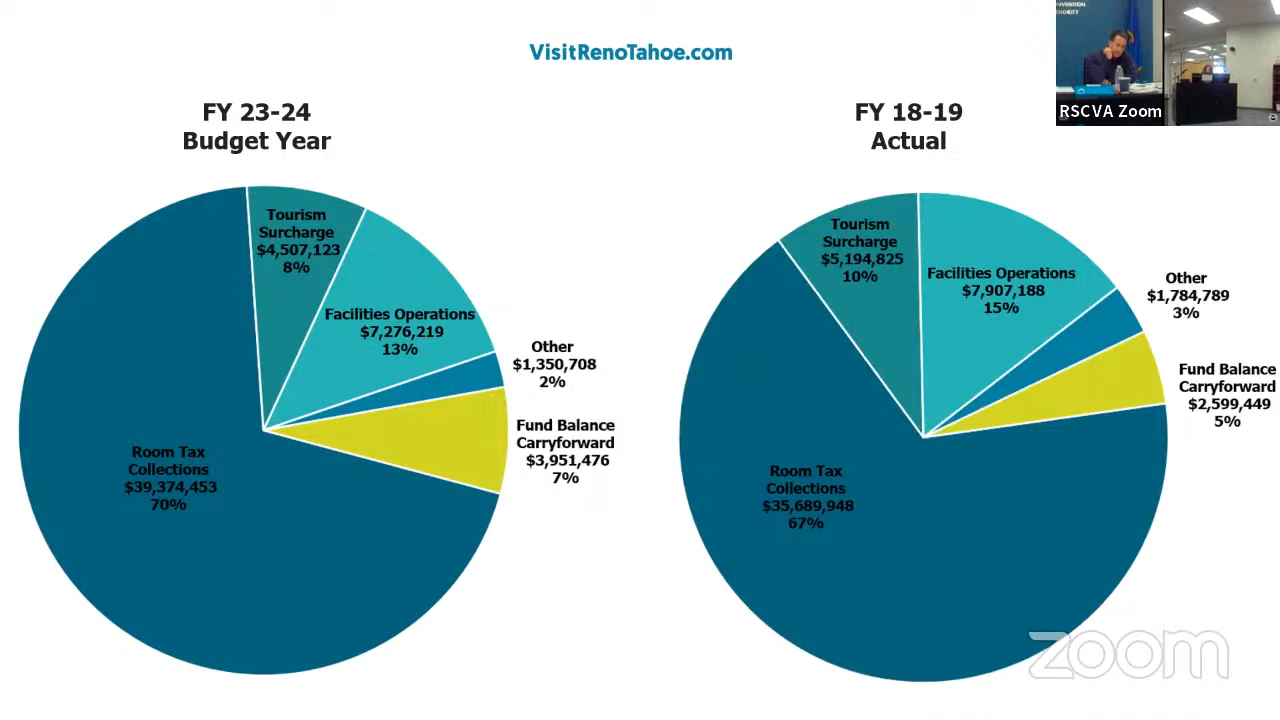 VisitRenoTahoe.com
VENTION
HORITY
RSCVA Zoom
FY 23-24
Budget Year
Tourism
Surcharge
$4,507,123
8%
Facilities Operations
$7,276,219
13%
Other
$1,350,708
2%
Fund Balance
Carryforward
$3,951,476
7%
Room Tax
Collections
$39,374,453
70%
FY 18-19
Actual
Tourism
Surcharge
$5,194,825
10%
Facilities Operations
$7,907,188
15%
Other
$1,784,789
3%
Fund Balance
Carryforward
$2,599,449
5%
Room Tax
Collections
$35,689,948
67%
zoom